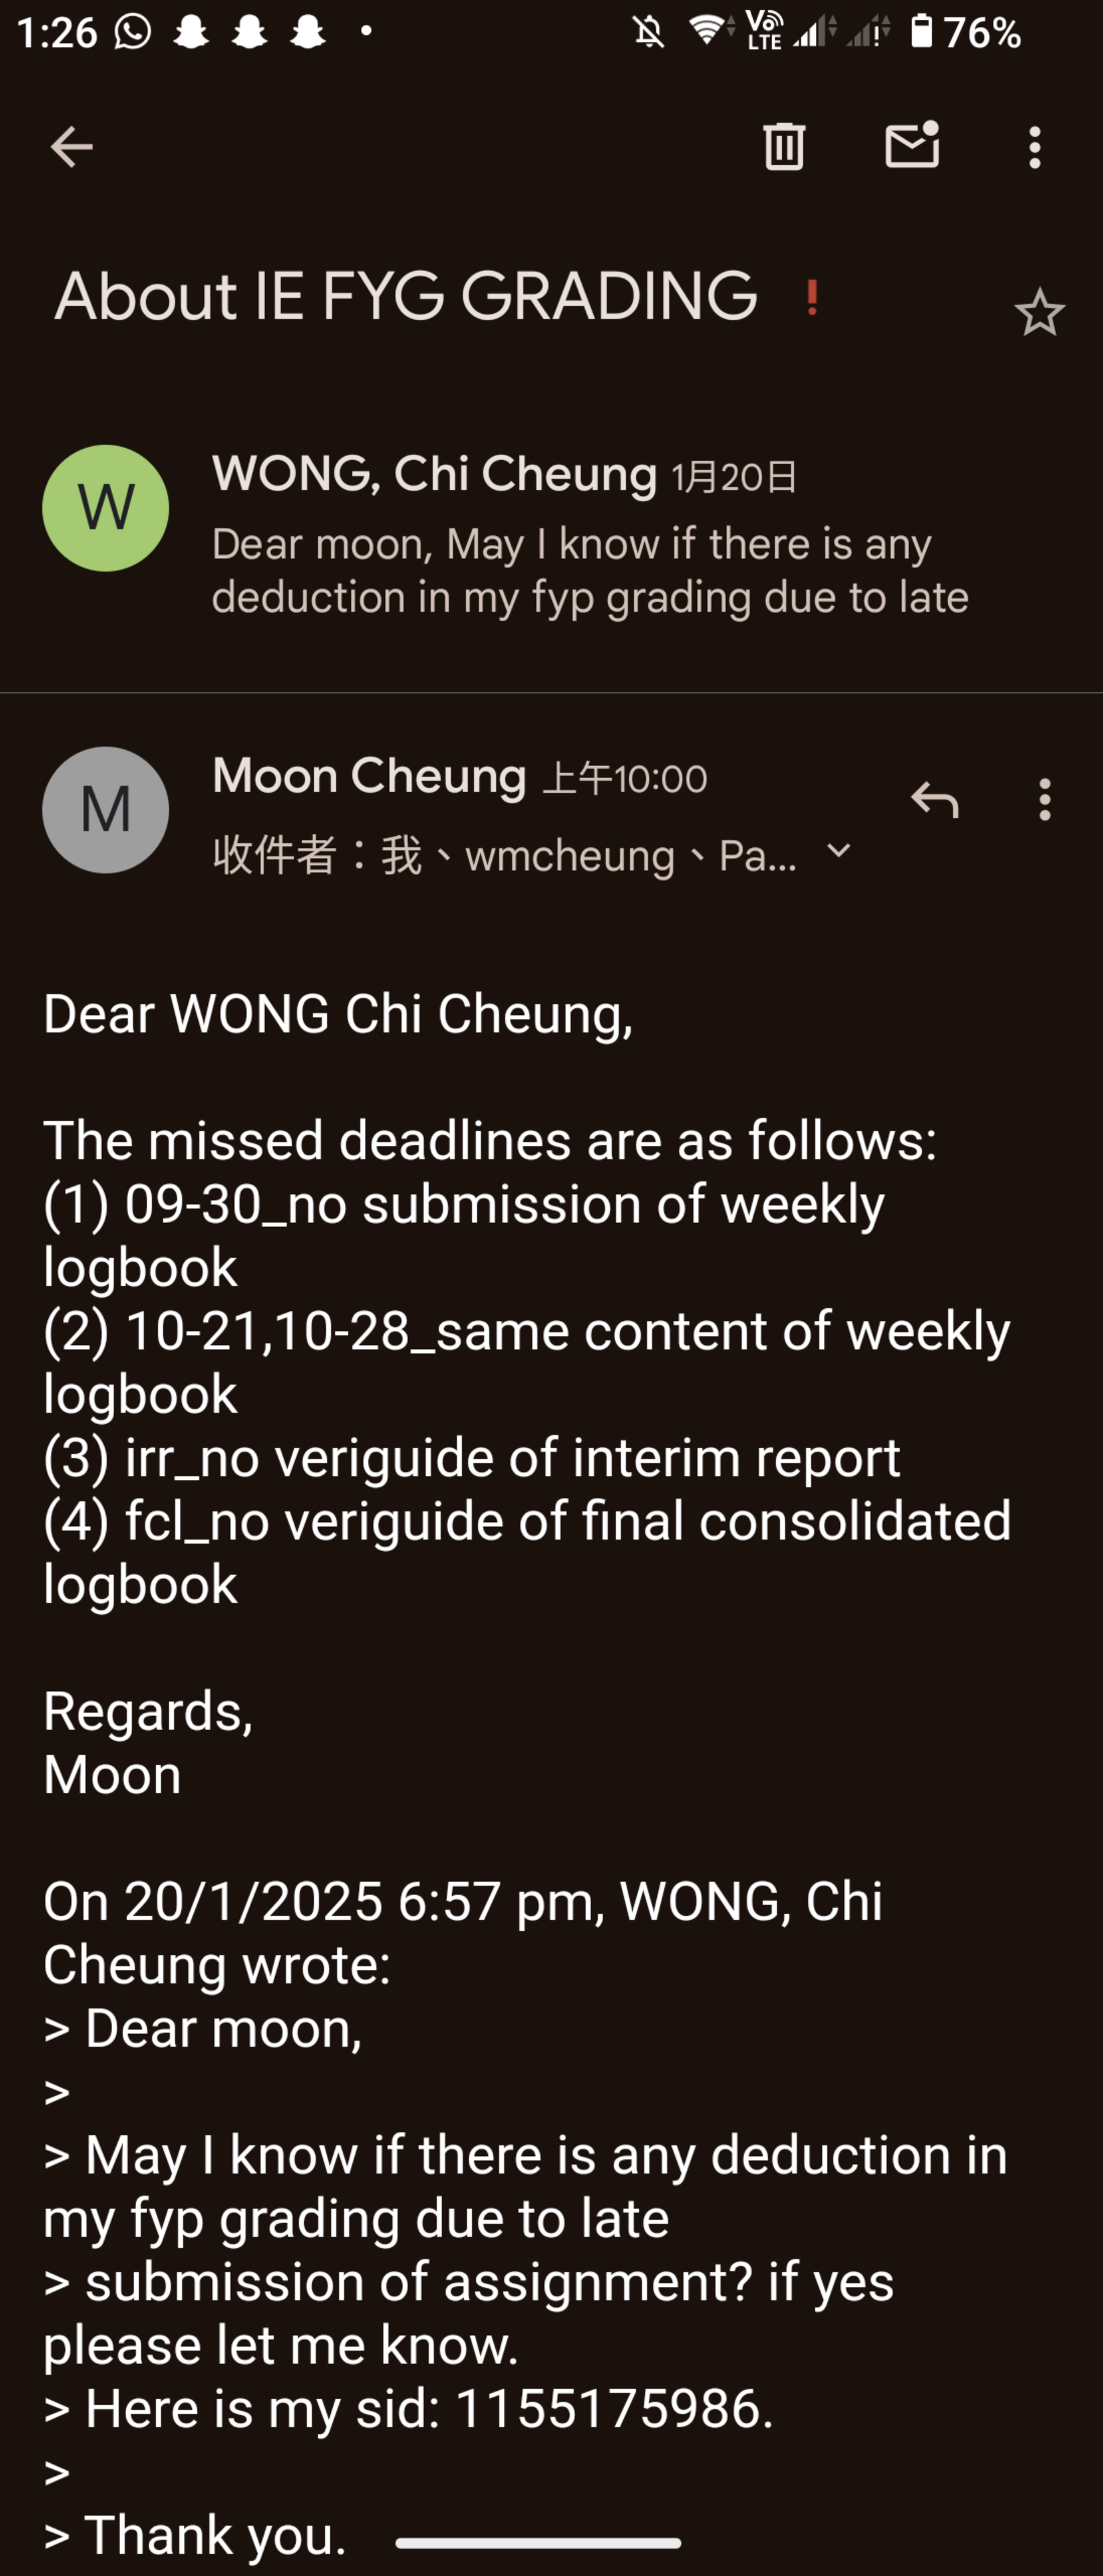 1:26
Vo LTE
76%
About IE FYG GRADING !
W
WONG, Chi Cheung 1月20日
Dear moon, May I know if there is any
deduction in my fyp grading due to late
M
Moon Cheung 上午10:00
收件者：我、wmcheung、Pa...
Dear WONG Chi Cheung,
The missed deadlines are as follows:
(1) 09-30_no submission of weekly
logbook
(2) 10-21,10-28_same content of weekly
logbook
(3) irr_no veriguide of interim report
(4) fcl_no veriguide of final consolidated
logbook
Regards,
Moon
On 20/1/2025 6:57 pm, WONG, Chi
Cheung wrote:
> Dear moon,
>
> May I know if there is any deduction in
my fyp grading due to late
> submission of assignment? if yes
please let me know.
> Here is my sid: 1155175986.
>
> Thank you.